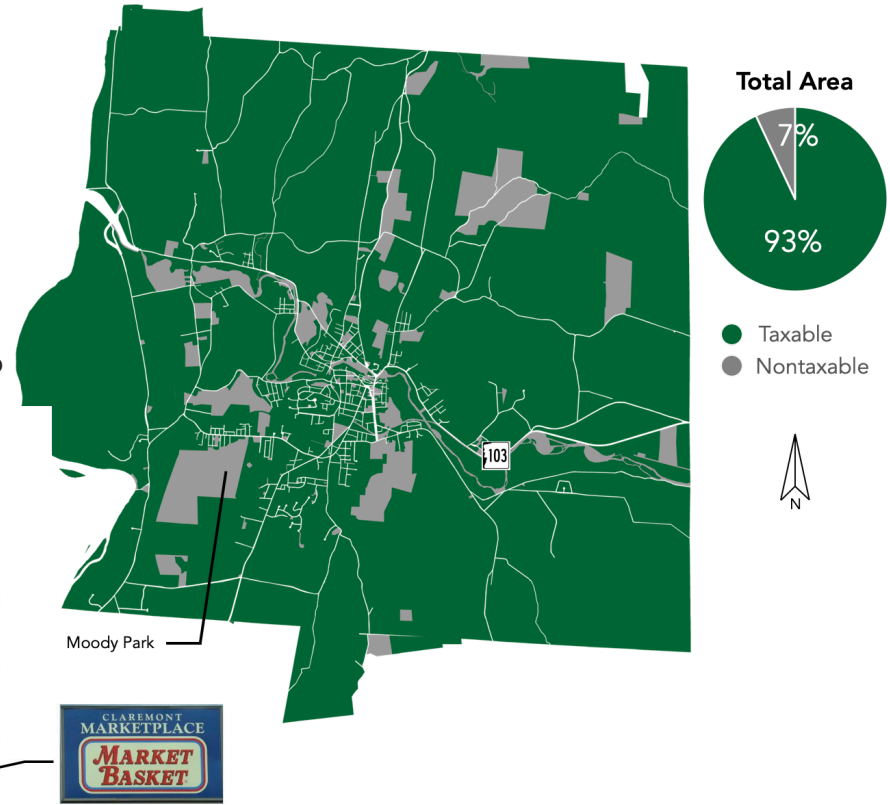 Total Area
7%
93%
Taxable
Nontaxable
103
N
Moody Park
CLAREMONT
MARKETPLACE
MARKET
BASKET